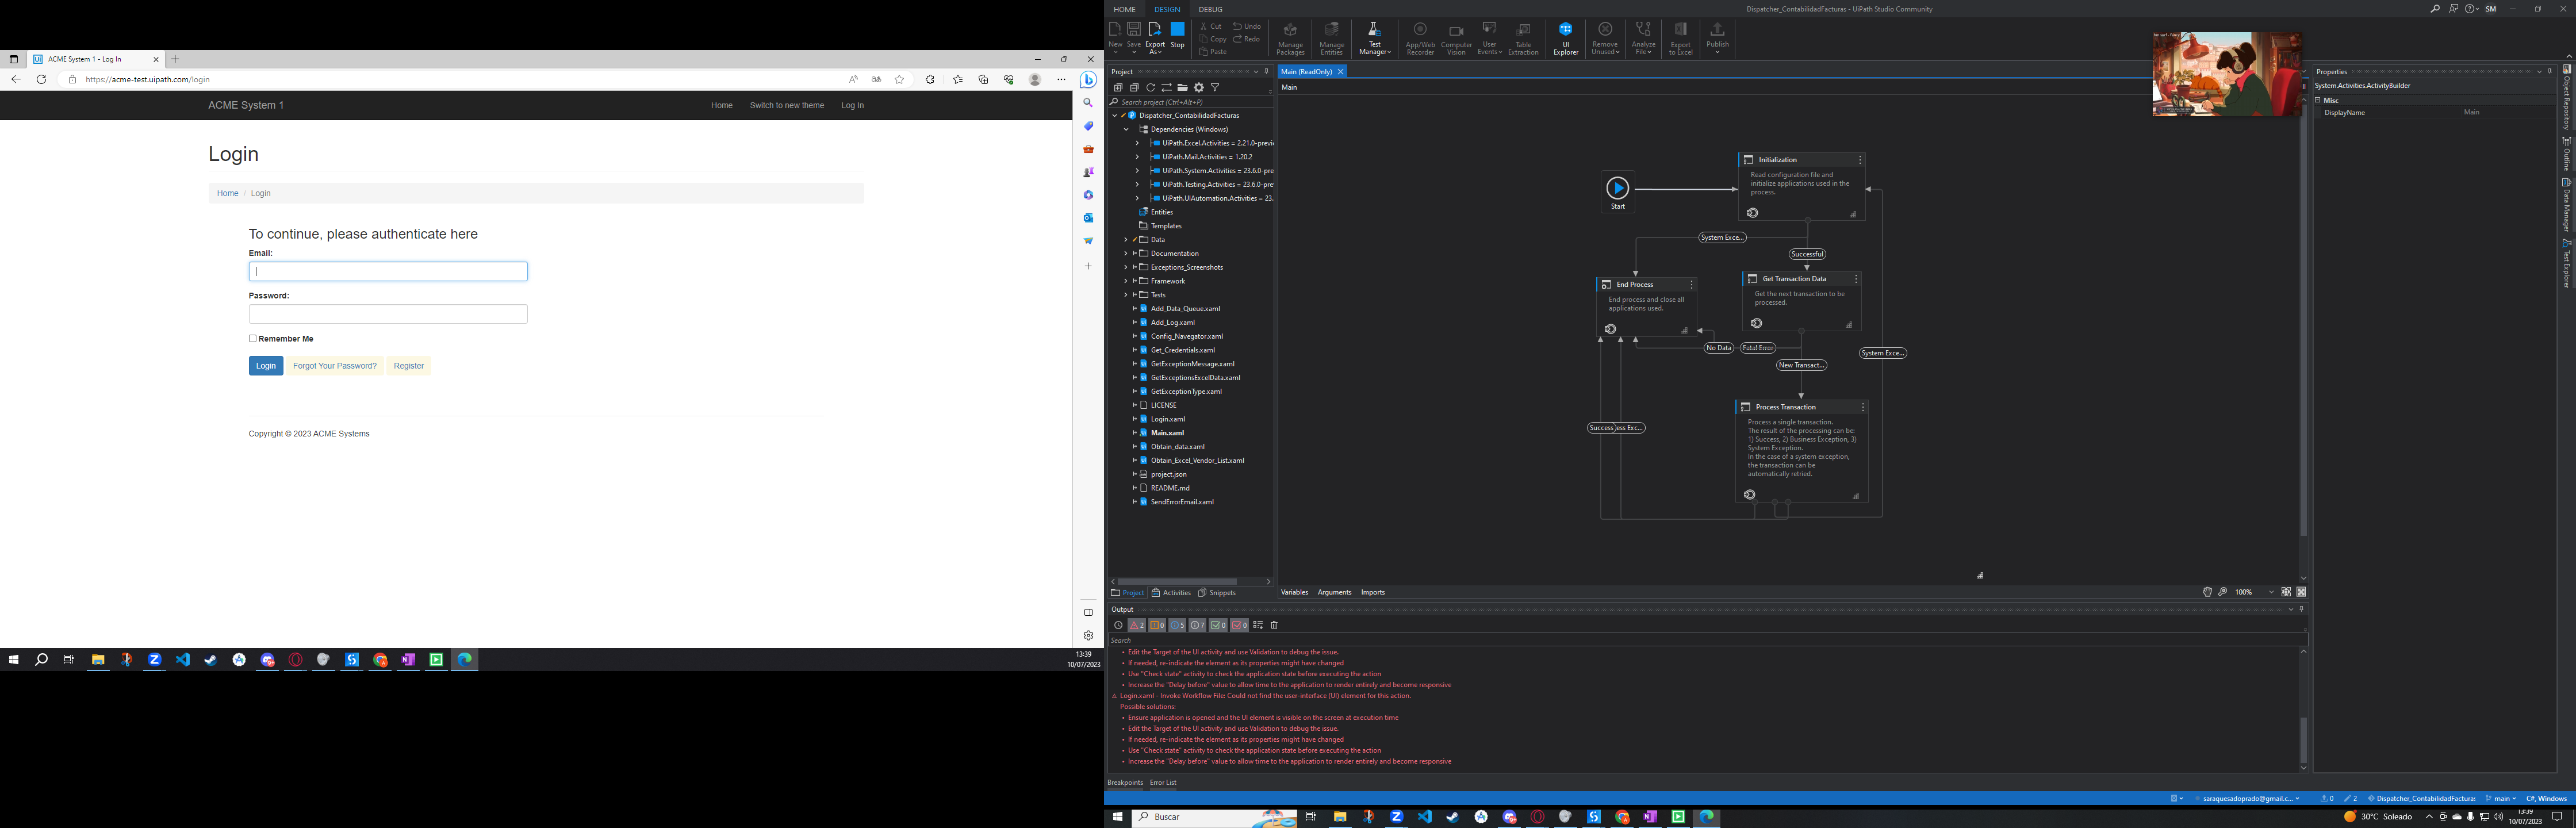 ACME System 1 - Log In
https://acme-test.uipath.com/login
ACME System 1
Home
Switch to new theme
Log In
Login
Home / Login
To continue, please authenticate here
Email:
Password:
Remember Me
Login
Forgot Your Password?
Register
Copyright © 2023 ACME Systems
13:39
10/07/2023
HOME
DESIGN
DEBUG
Dispatcher_ContabilidadFacturas - UiPath Studio Community
SM
New
Save
Export As
Stop
Cut
Copy
Paste
Undo
Redo
Manage Packages
Manage Entities
Test Manager
App/Web Recorder
Computer Vision
User Events
Table Extraction
UI Explorer
Remove Unused
Analyze File
Export to Excel
Publish
Project
Search project (Ctrl+Alt+P)
Dispatcher_ContabilidadFacturas
Dependencies (Windows)
UiPath.Excel.Activities = 2.21.0-previ
UiPath.Mail.Activities = 1.20.2
UiPath.System.Activities = 23.6.0-pre
UiPath.Testing.Activities = 23.6.0-pre
UiPath.UIAutomation.Activities = 23.
Entities
Templates
Data
Documentation
Exceptions_Screenshots
Framework
Tests
Add_Data_Queue.xaml
Add_Log.xaml
Config_Navigator.xaml
Get_Credentials.xaml
GetExceptionMessage.xaml
GetExceptionsExcelData.xaml
GetExceptionType.xaml
LICENSE
Login.xaml
Main.xaml
Obtain_data.xaml
Obtain_Excel_Vendor_List.xaml
project.json
README.md
SendErrorEmail.xaml
Project
Activities
Snippets
Main (ReadOnly)
Main
Start
Initialization
Read configuration file and
initialize applications used in the
process.
System Exce...
Successful
End Process
End process and close all
applications used.
Get Transaction Data
Get the next transaction to be
processed.
No Data
Fatal Error
System Exce...
New Transact...
Process Transaction
Process a single transaction.
The result of the processing can be:
1) Success, 2) Business Exception, 3)
System Exception.
In the case of a system exception,
the transaction can be
automatically retried.
Success
ess Exc...
Variables
Arguments
Imports
100%
Properties
System.Activities.ActivityBuilder
Misc
DisplayName
Main
Object Repository
Outline
Data Manager
Test Explorer
Output
2
0
5
7
0
0
Search
• Edit the Target of the UI activity and use Validation to debug the issue.
• If needed, re-indicate the element as its properties might have changed
• Use "Check state" activity to check the application state before executing the action
• Increase the "Delay before" value to allow time to the application to render entirely and become responsive
Login.xaml - Invoke Workflow File: Could not find the user-interface (UI) element for this action.
Possible solutions:
• Ensure application is opened and the UI element is visible on the screen at execution time
• Edit the Target of the UI activity and use Validation to debug the issue.
• If needed, re-indicate the element as its properties might have changed
• Use "Check state" activity to check the application state before executing the action
• Increase the "Delay before" value to allow time to the application to render entirely and become responsive
Breakpoints
Error List
saraquesadoprado@gmail.c...
0
2
Dispatcher_ContabilidadFacturas
main
C#, Windows
Buscar
30°C Soleado
13:39
10/07/2023